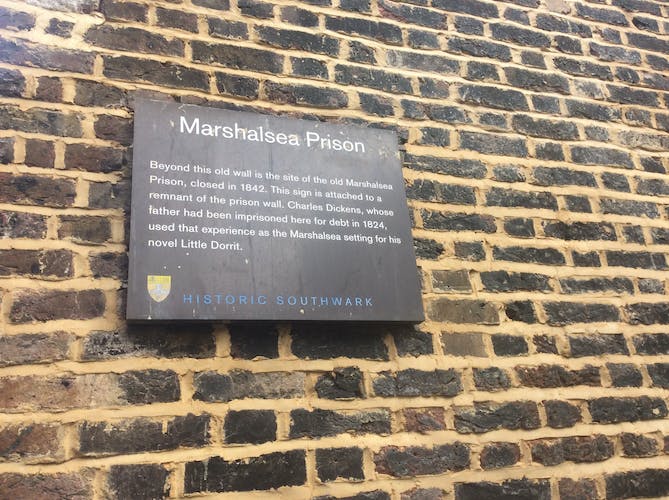 Marshalsea Prison
Beyond this old wall is the site of the old Marshalsea
Prison, closed in 1842. This sign is attached to a
remnant of the prison wall. Charles Dickens, whose
father had been imprisoned here for debt in 1824,
used that experience as the Marshalsea setting for his
novel Little Dorrit.
HISTORIC SOUTHWARK